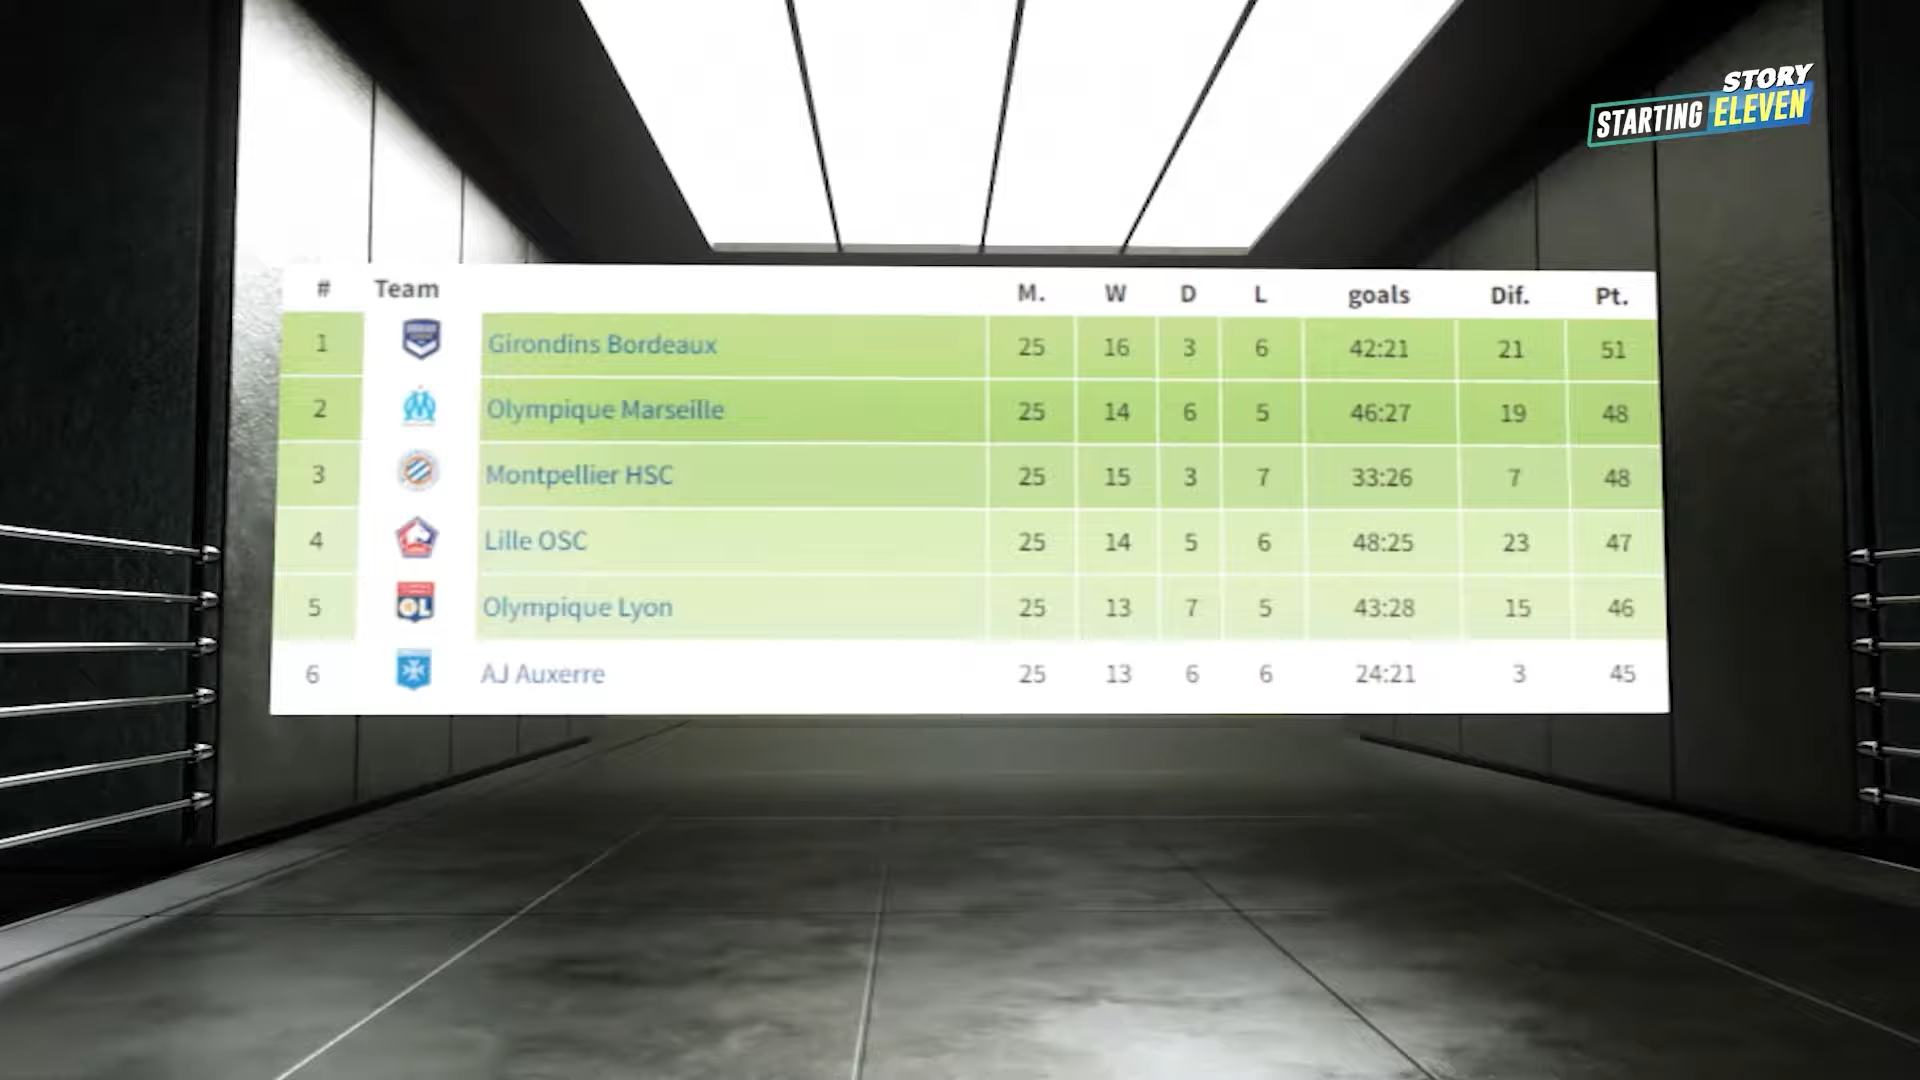 STORY
STARTING ELEVEN
# Team M. W D L goals Dif. Pt.
1 Girondins Bordeaux 25 16 3 6 42:21 21 51
2 Olympique Marseille 25 14 6 5 46:27 19 48
3 Montpellier HSC 25 15 3 7 33:26 7 48
4 Lille OSC 25 14 5 6 48:25 23 47
5 OL Olympique Lyon 25 13 7 5 43:28 15 46
6 AJ Auxerre 25 13 6 6 24:21 3 45